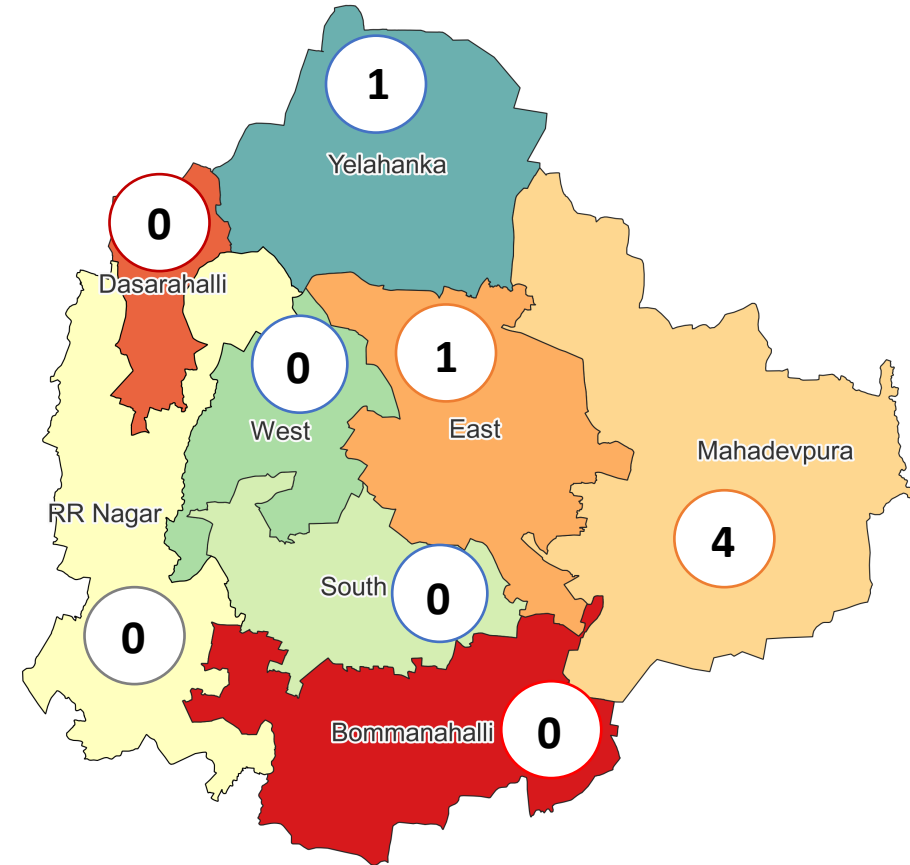 1
Yelahanka
0
Dasarahalli
0
West
1
East
Mahadevpura
4
RR Nagar
0
South
0
Bommanahalli
0